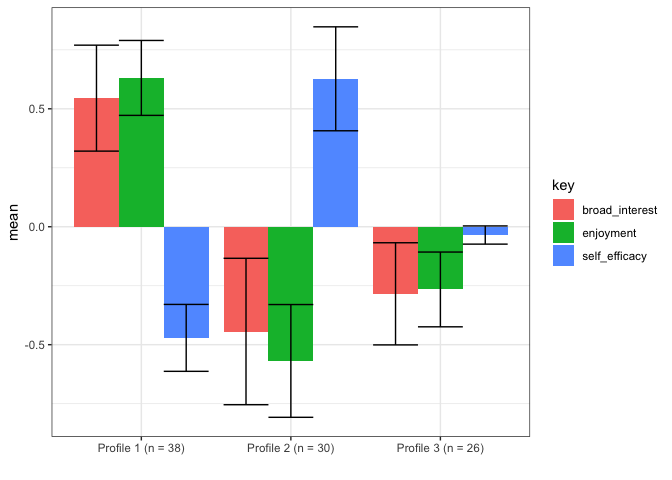 mean
0.5
0.0
-0.5
Profile 1 (n = 38)
Profile 2 (n = 30)
Profile 3 (n = 26)
key
broad_interest
enjoyment
self_efficacy